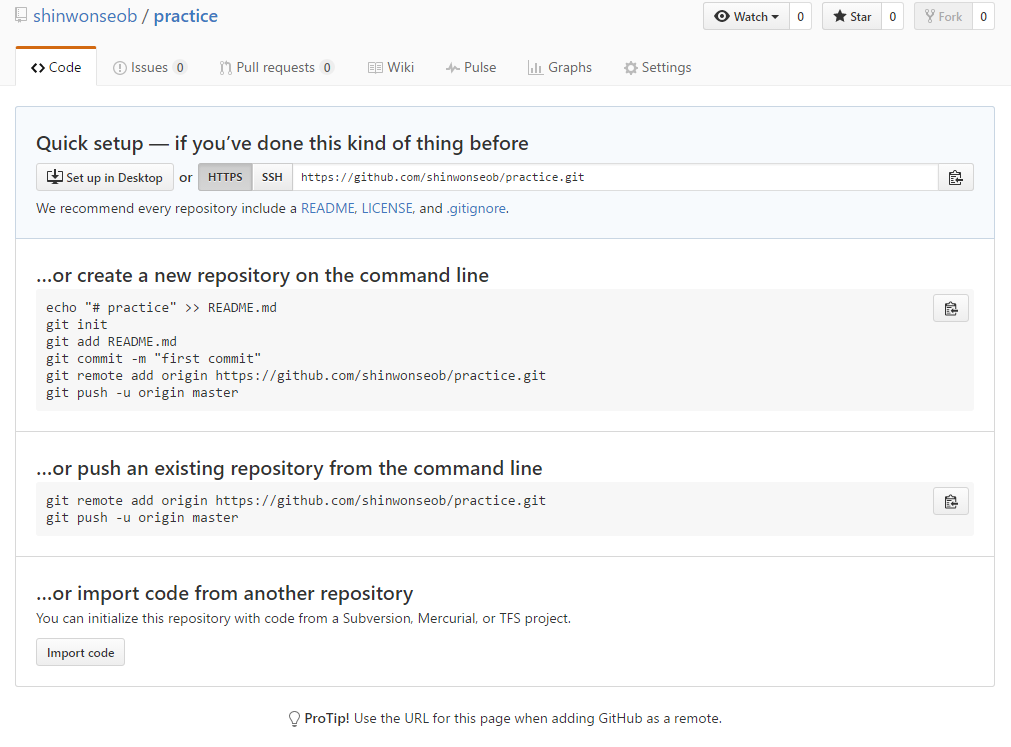 shinwonseob / practice
Watch 0 Star 0 Fork 0
Code Issues 0 Pull requests 0 Wiki Pulse Graphs Settings
Quick setup — if you’ve done this kind of thing before
Set up in Desktop or HTTPS SSH https://github.com/shinwonseob/practice.git
We recommend every repository include a README, LICENSE, and .gitignore.
…or create a new repository on the command line
echo "# practice" >> README.md
git init
git add README.md
git commit -m "first commit"
git remote add origin https://github.com/shinwonseob/practice.git
git push -u origin master
…or push an existing repository from the command line
git remote add origin https://github.com/shinwonseob/practice.git
git push -u origin master
…or import code from another repository
You can initialize this repository with code from a Subversion, Mercurial, or TFS project.
Import code
ProTip! Use the URL for this page when adding GitHub as a remote.